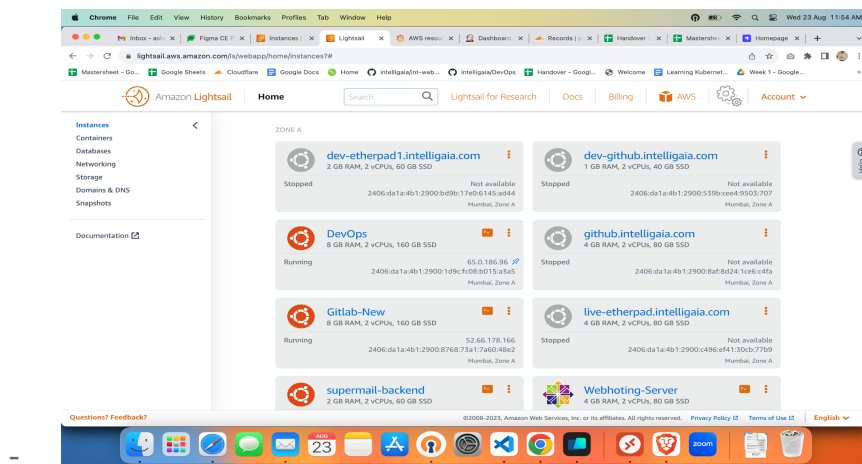 Chrome File Edit View History Bookmarks Profiles Tab Window Help
Wed 23 Aug 11:54 AM
Inbox – Figma CE P Instances | Lightsail AWS resou Dashboard Records | Handover - Mastershee Homepage
lightsail.aws.amazon.com/ls/webapp/home/instances?#
Mastersheet - Go... Google Sheets Cloudflare Google Docs Home intelligaia/int-web... intelligaia/DevOps Handover - Googl... Welcome Learning Kubernet... Week 1 - Google...
Amazon Lightsail Home Search Lightsail for Research Docs Billing AWS Account
Instances
Containers
Databases
Networking
Storage
Domains & DNS
Snapshots
Documentation
ZONE A
dev-etherpad1.intelligaia.com
2 GB RAM, 2 vCPUs, 60 GB SSD
Stopped
Not available
2406:da1a:4b1:2900:bd9b:17e0:6145:ad44
Mumbai, Zone A
dev-github.intelligaia.com
1 GB RAM, 2 vCPUs, 40 GB SSD
Stopped
Not available
2406:da1a:4b1:2900:539b:cee4:9503:707
Mumbai, Zone A
DevOps
8 GB RAM, 2 vCPUs, 160 GB SSD
Running
65.0.186.96
2406:da1a:4b1:2900:1d9c:fc08:b015:a3a5
Mumbai, Zone A
github.intelligaia.com
4 GB RAM, 2 vCPUs, 80 GB SSD
Stopped
Not available
2406:da1a:4b1:2900:8af:8d24:1ce6:c4fa
Mumbai, Zone A
Gitlab-New
8 GB RAM, 2 vCPUs, 160 GB SSD
Running
52.66.178.166
2406:da1a:4b1:2900:8768:73a1:7a60:48e2
Mumbai, Zone A
live-etherpad.intelligaia.com
4 GB RAM, 2 vCPUs, 80 GB SSD
Stopped
Not available
2406:da1a:4b1:2900:c496:ef41:30cb:77b9
Mumbai, Zone A
supermail-backend
2 GB RAM, 2 vCPUs, 60 GB SSD
Webhoting-Server
4 GB RAM, 2 vCPUs, 80 GB SSD
Questions? Feedback? ©2008-2023, Amazon Web Services, Inc. or its affiliates. All rights reserved. Privacy Policy Terms of Use English
AUG
23
zoom